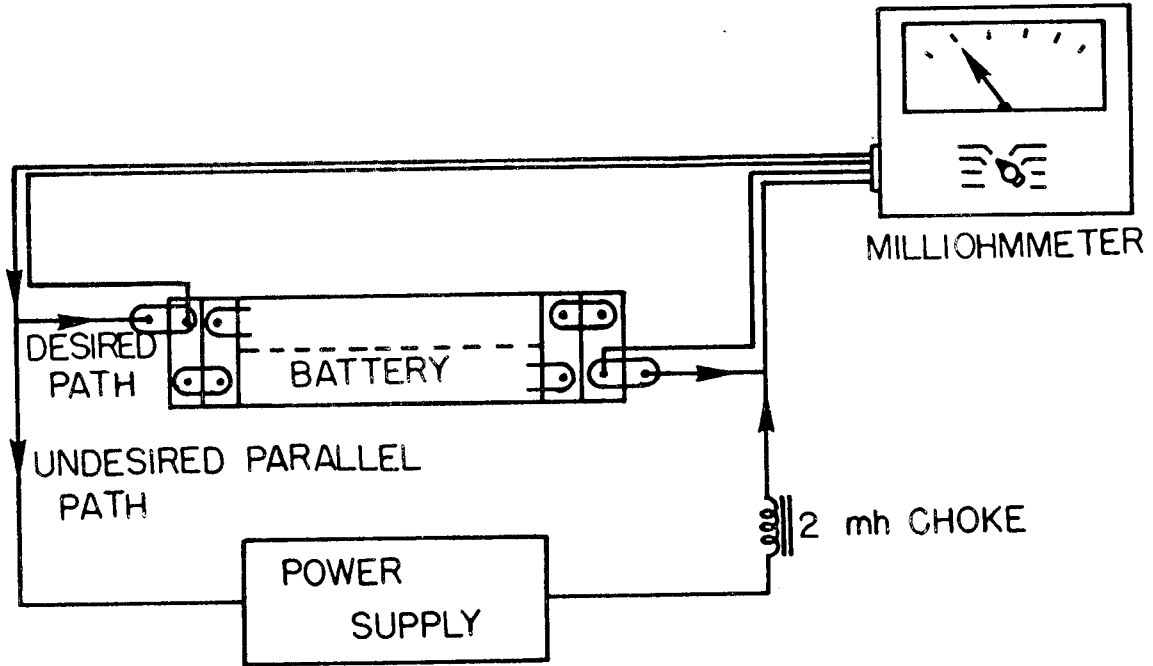 MILLIOHMMETER
DESIRED
PATH
BATTERY
UNDESIRED PARALLEL
PATH
2 mh CHOKE
POWER
SUPPLY